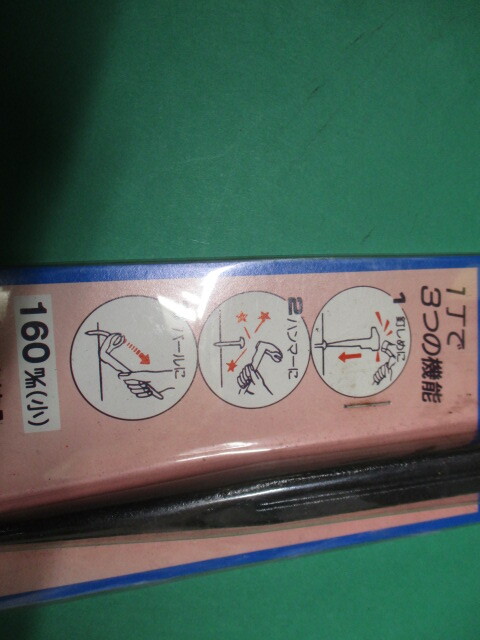 1丁で
3つの機能
1 釘しめに
2 ハンマーに
バールに
160㎜(小)